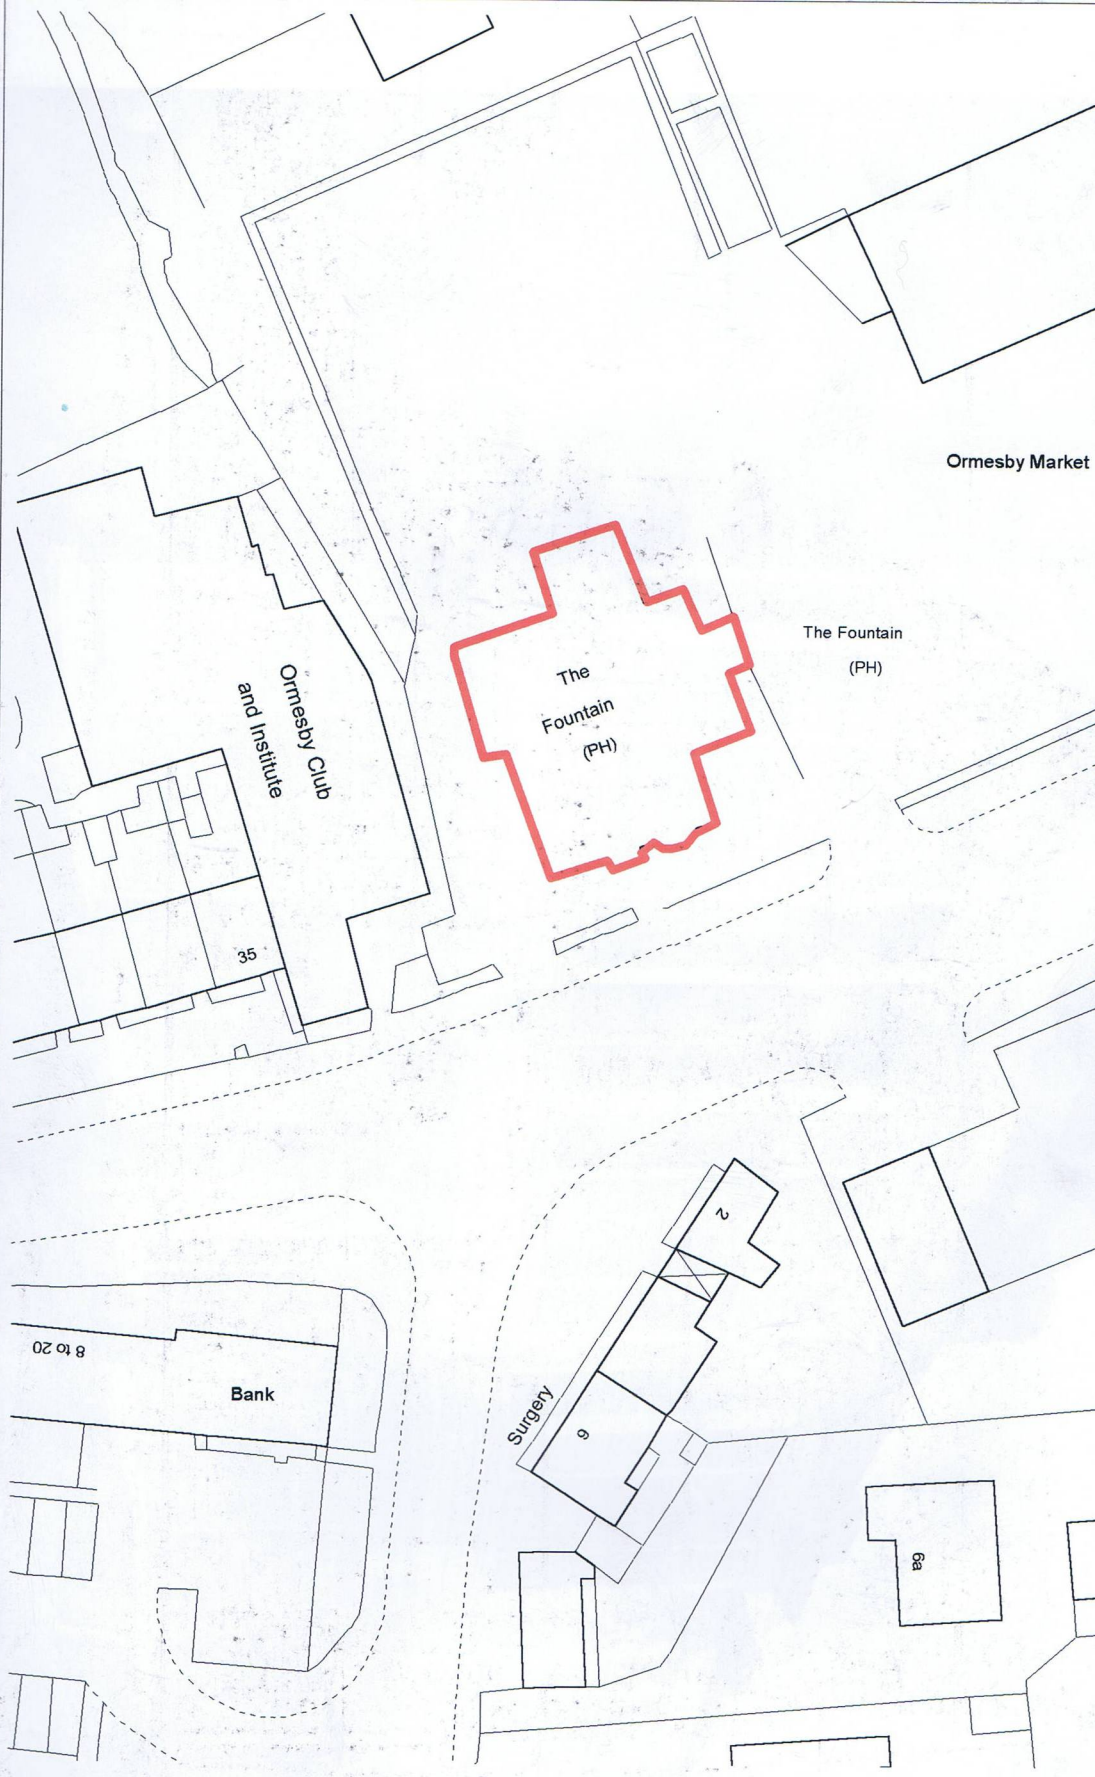 Ormesby Market
The Fountain
(PH)
The
Fountain
(PH)
Ormesby Club
and Institute
35
2
8 to 20
Bank
Surgery
6
6a